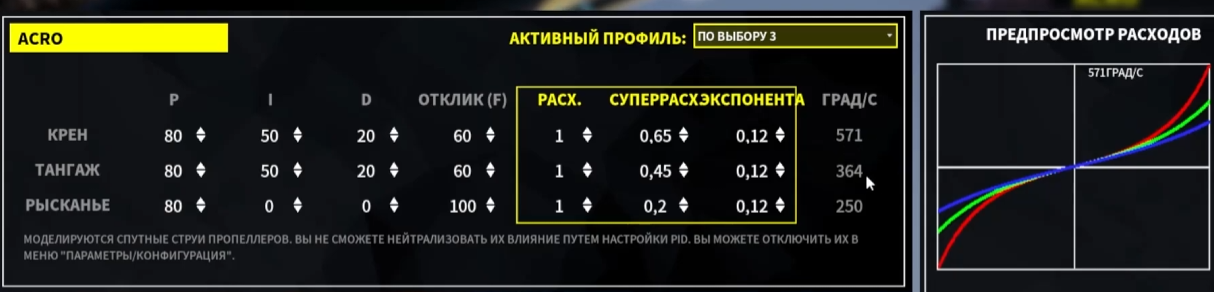 ACRO
АКТИВНЫЙ ПРОФИЛЬ: ПО ВЫБОРУ 3
P I D ОТКЛИК (F) РАСХ. СУПЕРРАСХ ЭКСПОНЕНТА ГРАД/С
КРЕН 80 50 20 60 1 0,65 0,12 571
ТАНГАЖ 80 50 20 60 1 0,45 0,12 364
РЫСКАНЬЕ 80 0 0 100 1 0,2 0,12 250
МОДЕЛИРУЮТСЯ СПУТНЫЕ СТРУИ ПРОПЕЛЛЕРОВ. ВЫ НЕ СМОЖЕТЕ НЕЙТРАЛИЗОВАТЬ ИХ ВЛИЯНИЕ ПУТЕМ НАСТРОЙКИ PID. ВЫ МОЖЕТЕ ОТКЛЮЧИТЬ ИХ В
МЕНЮ "ПАРАМЕТРЫ/КОНФИГУРАЦИЯ".
ПРЕДПРОСМОТР РАСХОДОВ
571ГРАД/С